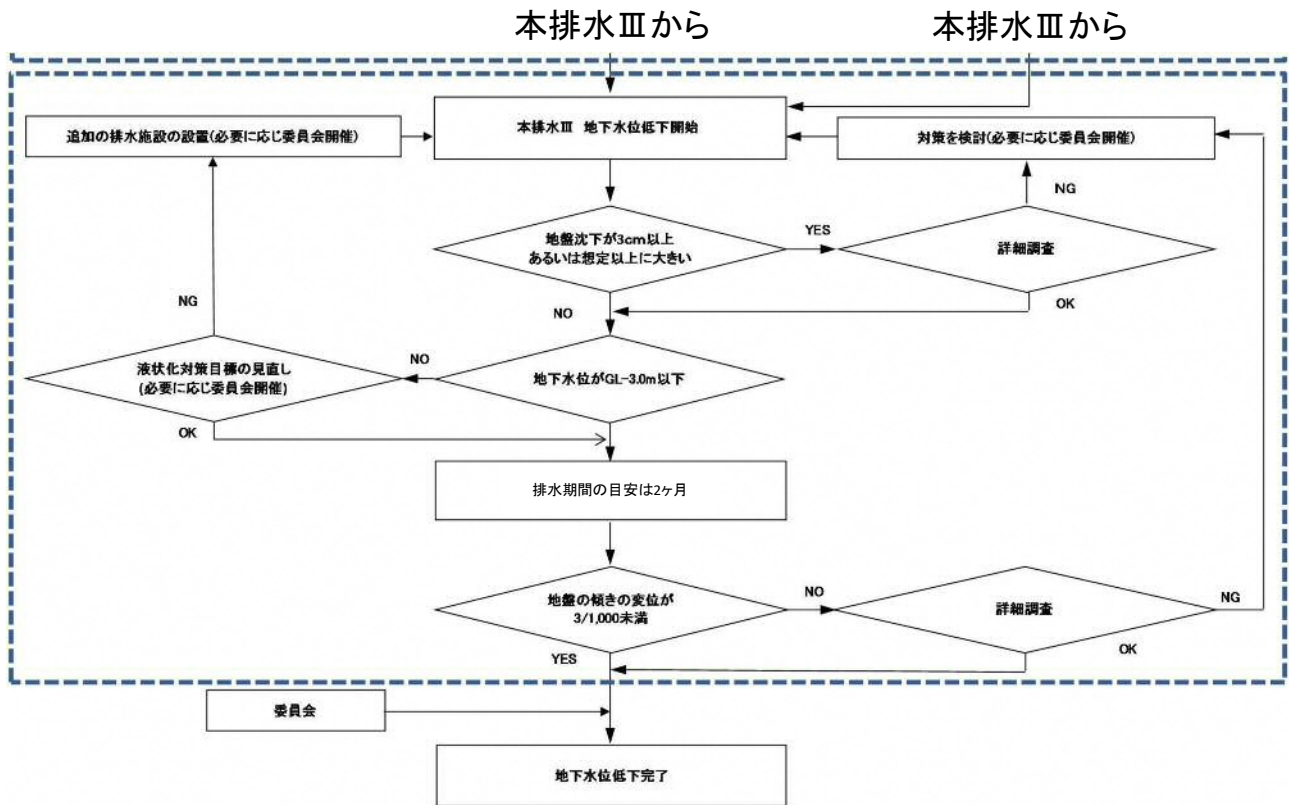 本排水Ⅲから
本排水Ⅲから
追加の排水施設の設置(必要に応じ委員会開催)
本排水Ⅲ 地下水位低下開始
対策を検討(必要に応じ委員会開催)
NG
地盤沈下が3cm以上
あるいは想定以上に大きい
YES
詳細調査
NG
NO
OK
液状化対策目標の見直し
(必要に応じ委員会開催)
NO
地下水位がGL-3.0m以下
OK
排水期間の目安は2ヶ月
地盤の傾きの変位が
3/1,000未満
NO
詳細調査
NG
YES
OK
委員会
地下水位低下完了